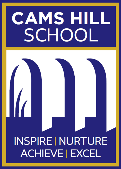 CAMS HILL
SCHOOL
INSPIRE | NURTURE
ACHIEVE | EXCEL